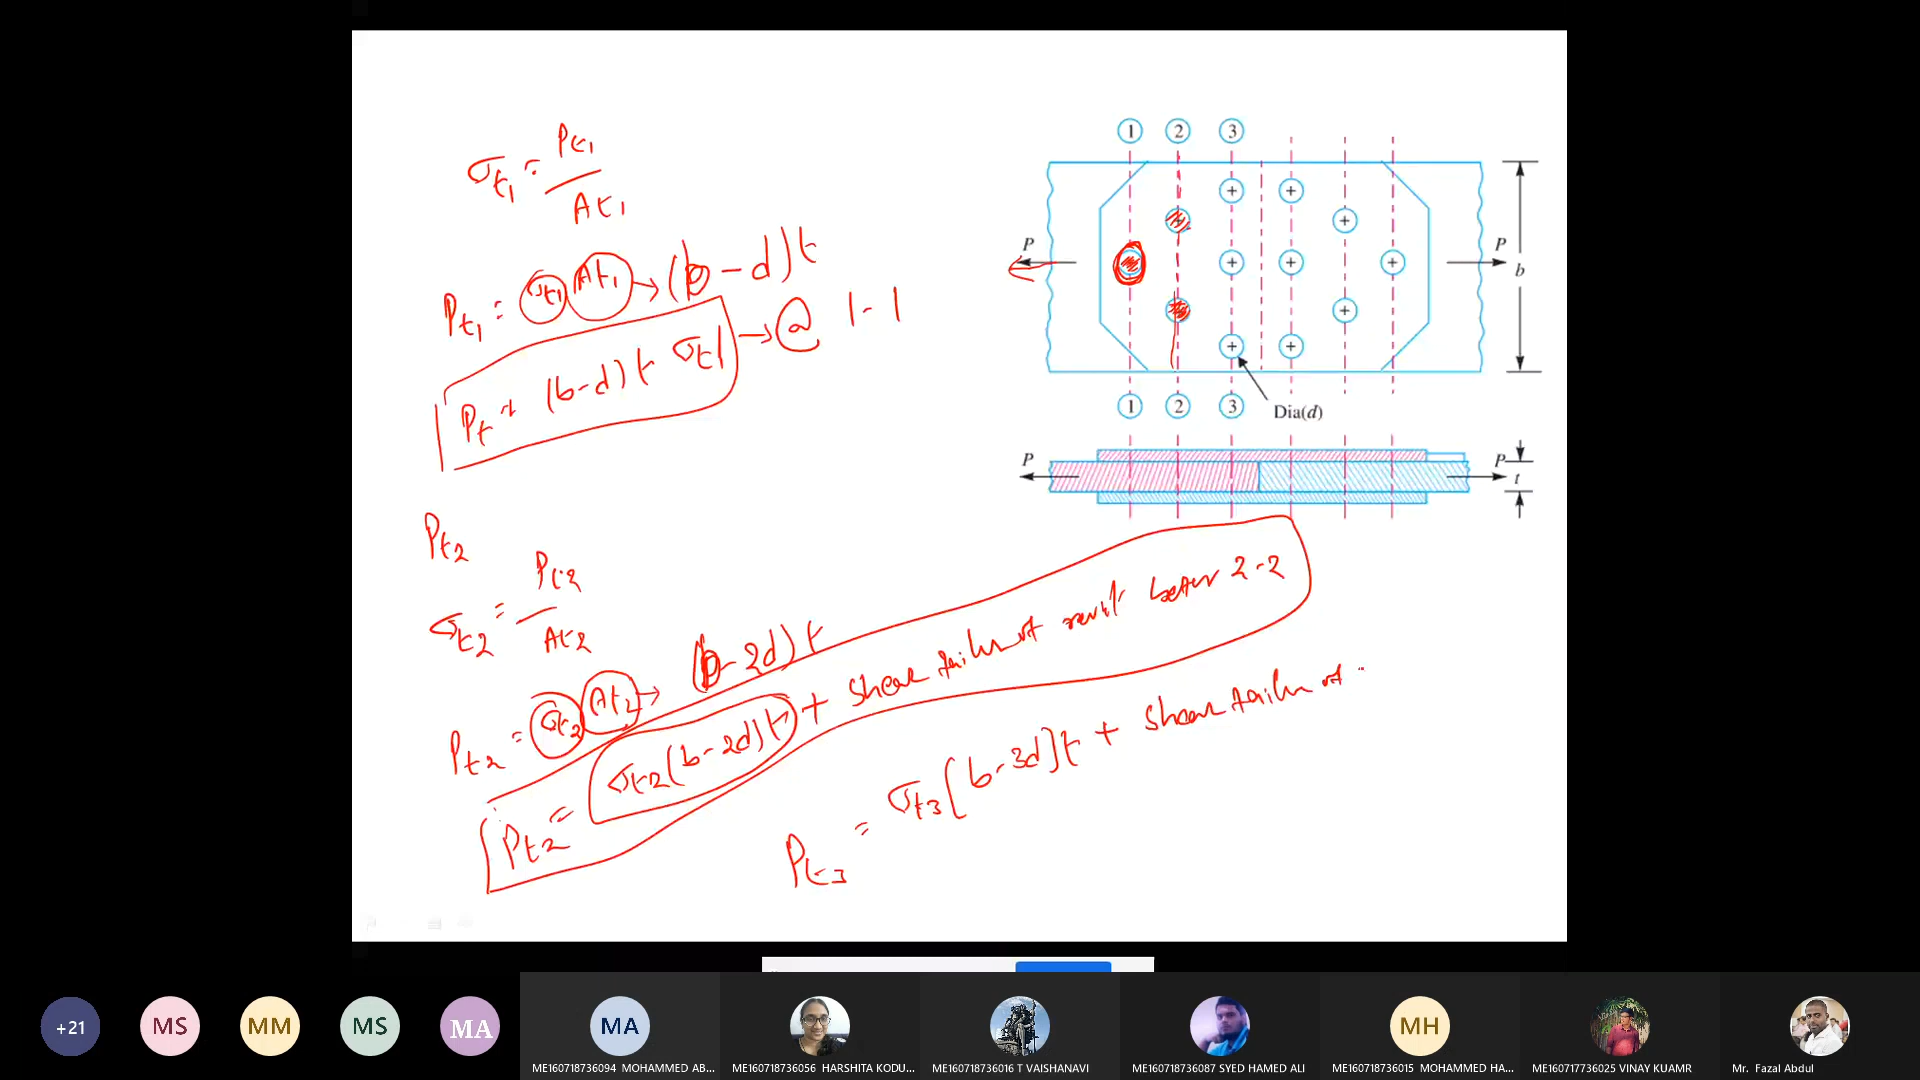 σt1 = Pt1 / At1
Pt1 = σt1 At1 → (b - d) t
Pt = (b-d) t σt1 → @ 1-1
Pt2
σt2 = Pt2 / At2
Pt2 = σt2 At2 → (b - 2d) t
Pt2 = σt2 (b-2d) t + shear failure of rivit 2-2
Pt3 = σt3 [b-3d] t + shear failure of
1 2 3
P P b
1 2 3
Dia(d)
P P t
+21
MS
MM
MS
MA
MA
MH
ME160718736094 MOHAMMED AB...
ME160718736056 HARSHITA KODU...
ME160718736016 T VAISHANAVI
ME160718736087 SYED HAMED ALI
ME160718736015 MOHAMMED HA...
ME160717736025 VINAY KUAMR
Mr. Fazal Abdul